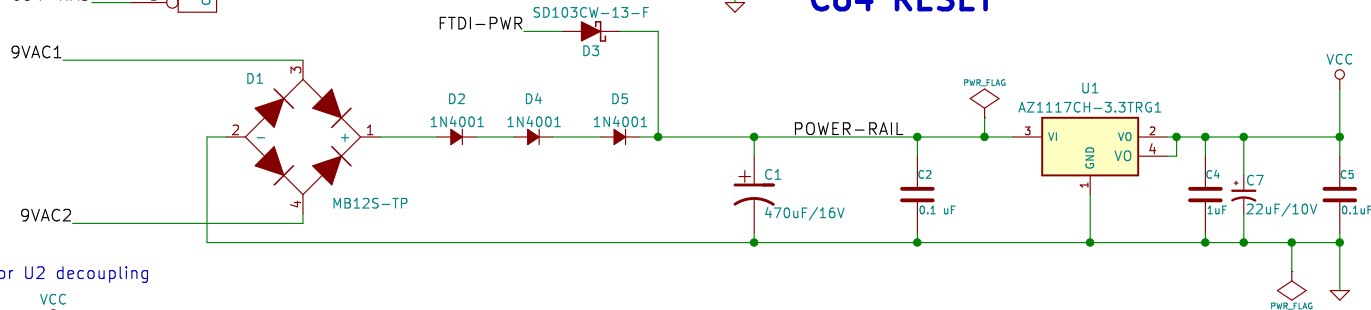 CU4 RESET
SD103CW-13-F
FTDI-PWR
D3
9VAC1
D1
3
VCC
PWR_FLAG
U1
AZ1117CH-3.3TRG1
D2
D4
D5
1N4001
1N4001
1N4001
2
-
+
1
POWER-RAIL
3
VI
VO
2
GND
VO
4
1
C1
+
470uF/16V
C2
0.1 uF
C4
1uF
+
C7
22uF/10V
C5
0.1uF
4
MB12S-TP
9VAC2
or U2 decoupling
VCC
PWR_FLAG